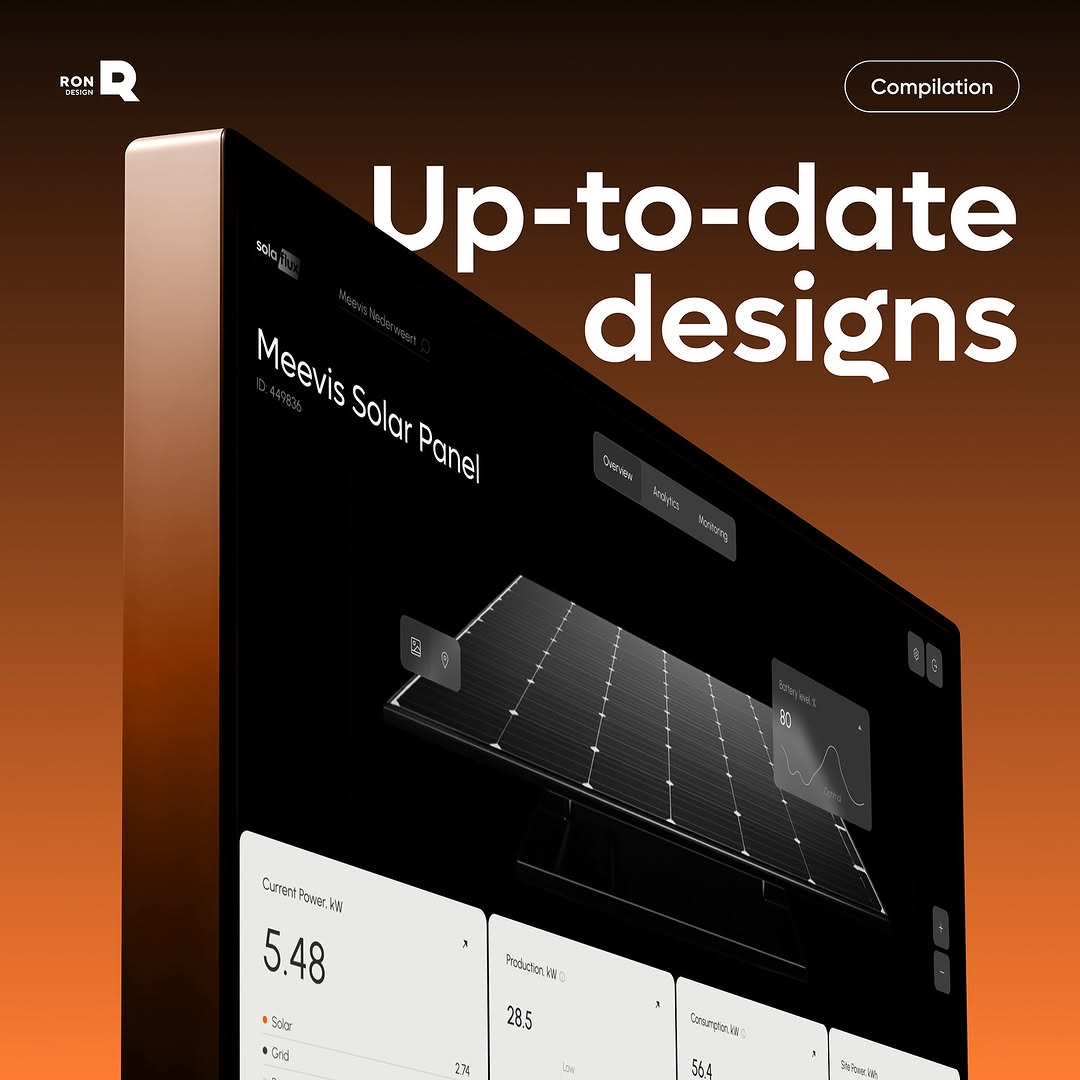 RON
DESIGN
Compilation
Up-to-date
designs
sola flux
Meevis Nederweert
Meevis Solar Panel
ID: 449836
Overview
Analytics
Monitoring
Battery level, %
80
Optimal
Current Power, kW
5.48
Solar
Grid
2.74
Production, kW
28.5
Low
Consumption, kW
56.4
Site Power, kWh